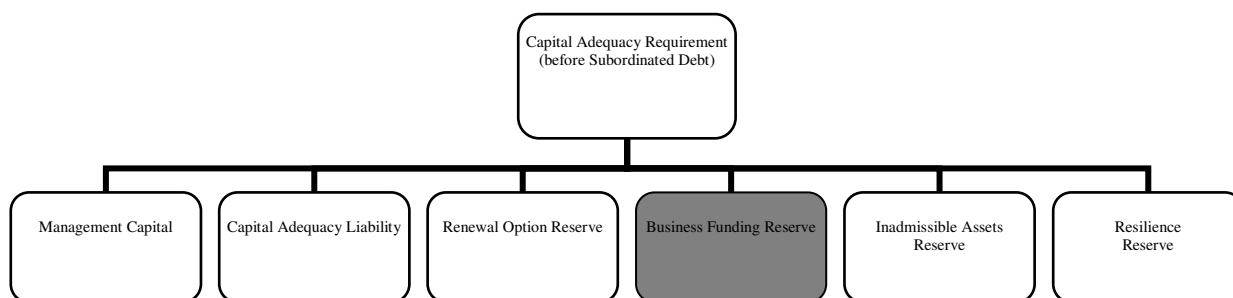 Capital Adequacy Requirement
(before Subordinated Debt)
Management Capital
Capital Adequacy Liability
Renewal Option Reserve
Business Funding Reserve
Inadmissible Assets
Reserve
Resilience
Reserve